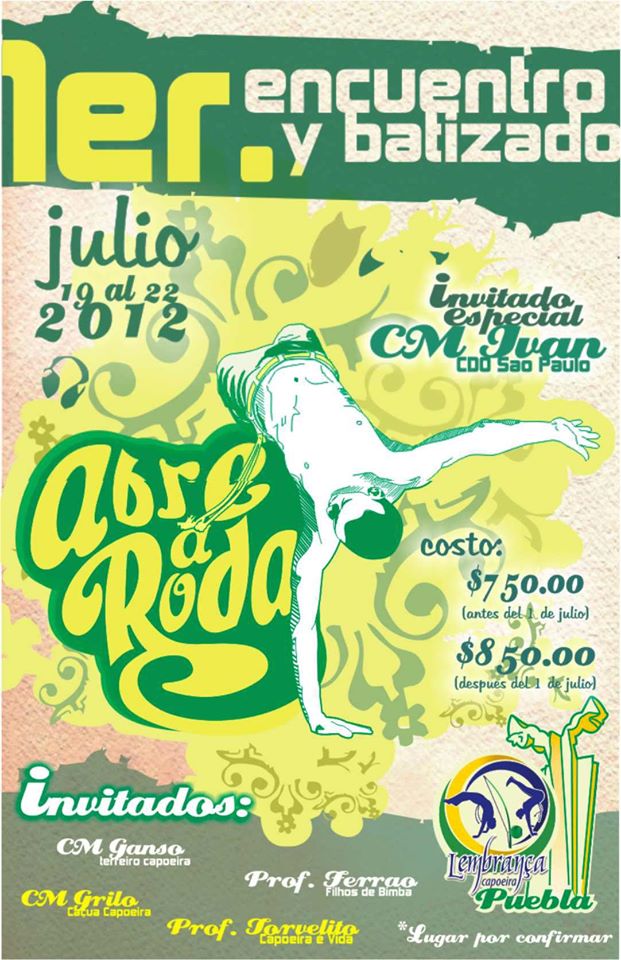 1er. encuentro
y batizado
julio
19 al 22
2012
invitado
especial
CM Ivan
CDO Sao Paulo
abre
a
Roda
costo:
$750.00
(antes del 1 de julio)
$850.00
(después del 1 de julio)
invitados:
CM Ganso
terreiro capoeira
Prof. Ferrao
Filhos de Bimba
CM Grilo
Catua Capoeira
Prof. Torvelito
Capoeira é Vida
Lembrança
capoeira
Puebla
*Lugar por confirmar